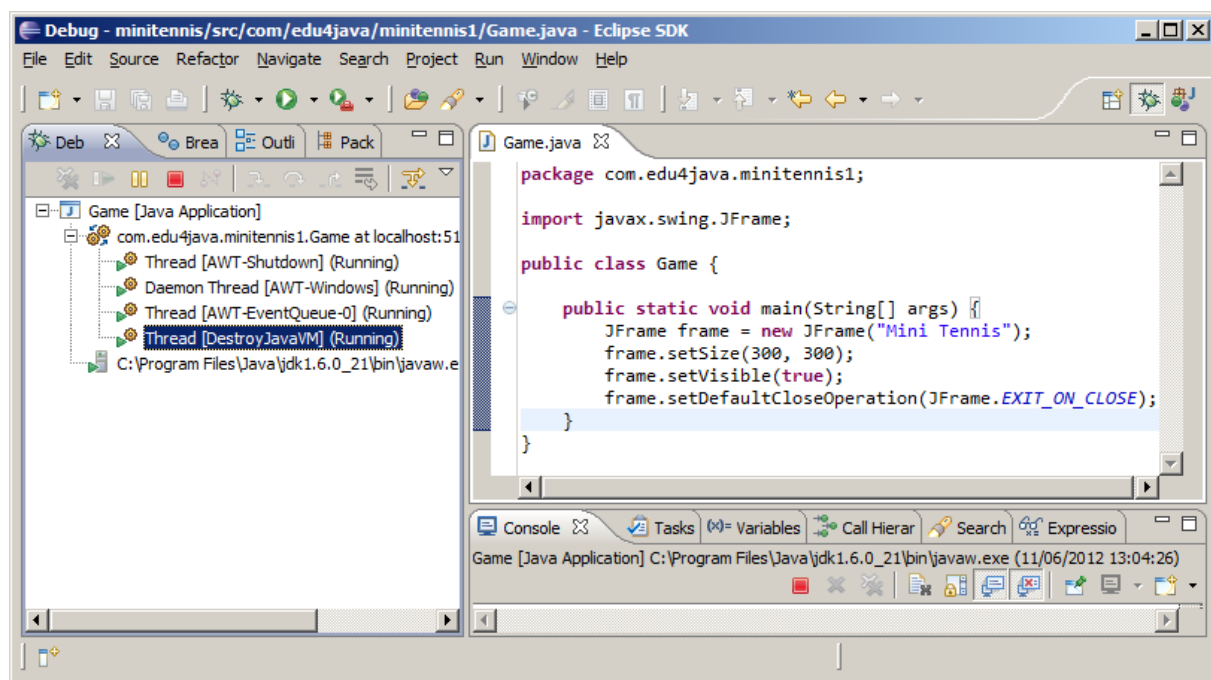 Debug - minitennis/src/com/edu4java/minitennis1/Game.java - Eclipse SDK
File Edit Source Refactor Navigate Search Project Run Window Help
Deb Brea Outli Pack
Game [Java Application]
com.edu4java.minitennis1.Game at localhost:51
Thread [AWT-Shutdown] (Running)
Daemon Thread [AWT-Windows] (Running)
Thread [AWT-EventQueue-0] (Running)
Thread [DestroyJavaVM] (Running)
C:\Program Files\Java\jdk1.6.0_21\bin\javaw.e
Game.java
package com.edu4java.minitennis1;
import javax.swing.JFrame;
public class Game {
public static void main(String[] args) {
JFrame frame = new JFrame("Mini Tennis");
frame.setSize(300, 300);
frame.setVisible(true);
frame.setDefaultCloseOperation(JFrame.EXIT_ON_CLOSE);
}
}
Console Tasks (x)= Variables Call Hierar Search Expressio
Game [Java Application] C:\Program Files\Java\jdk1.6.0_21\bin\javaw.exe (11/06/2012 13:04:26)